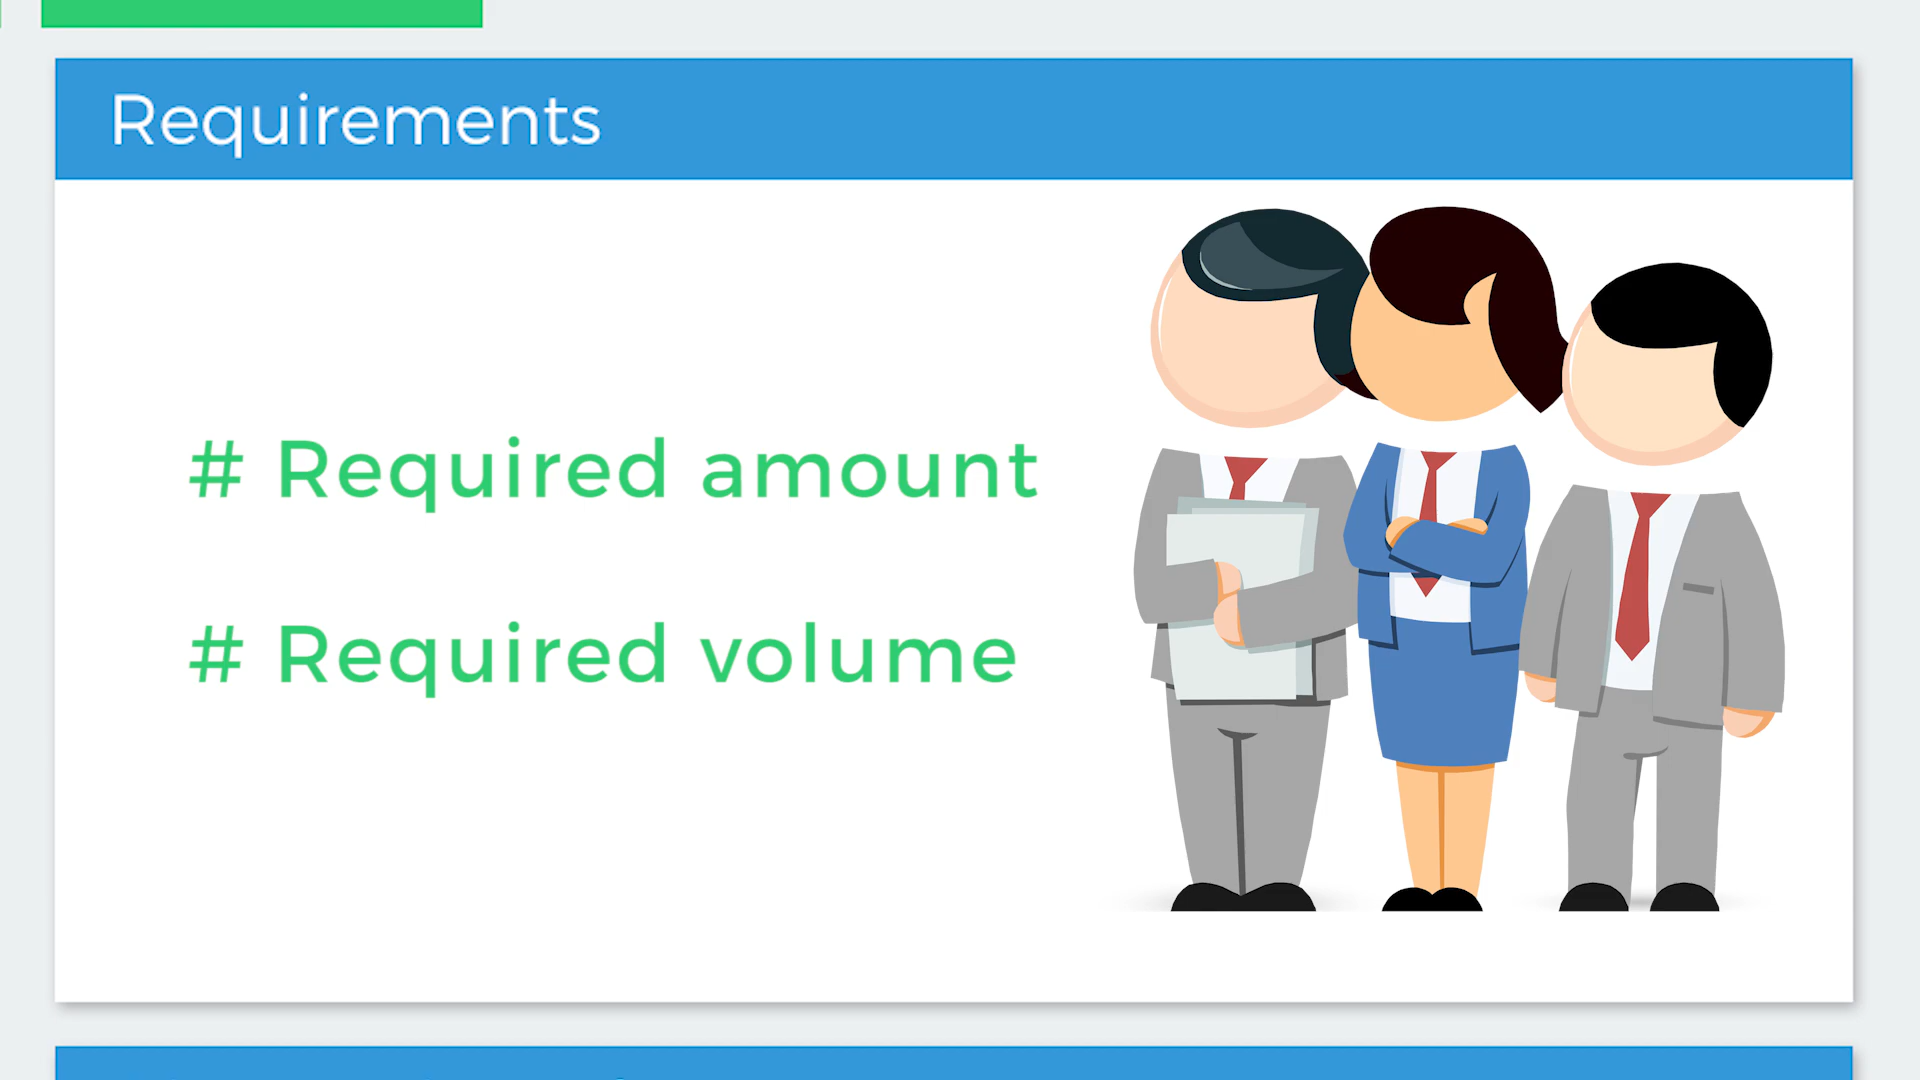 Requirements
# Required amount
# Required volume